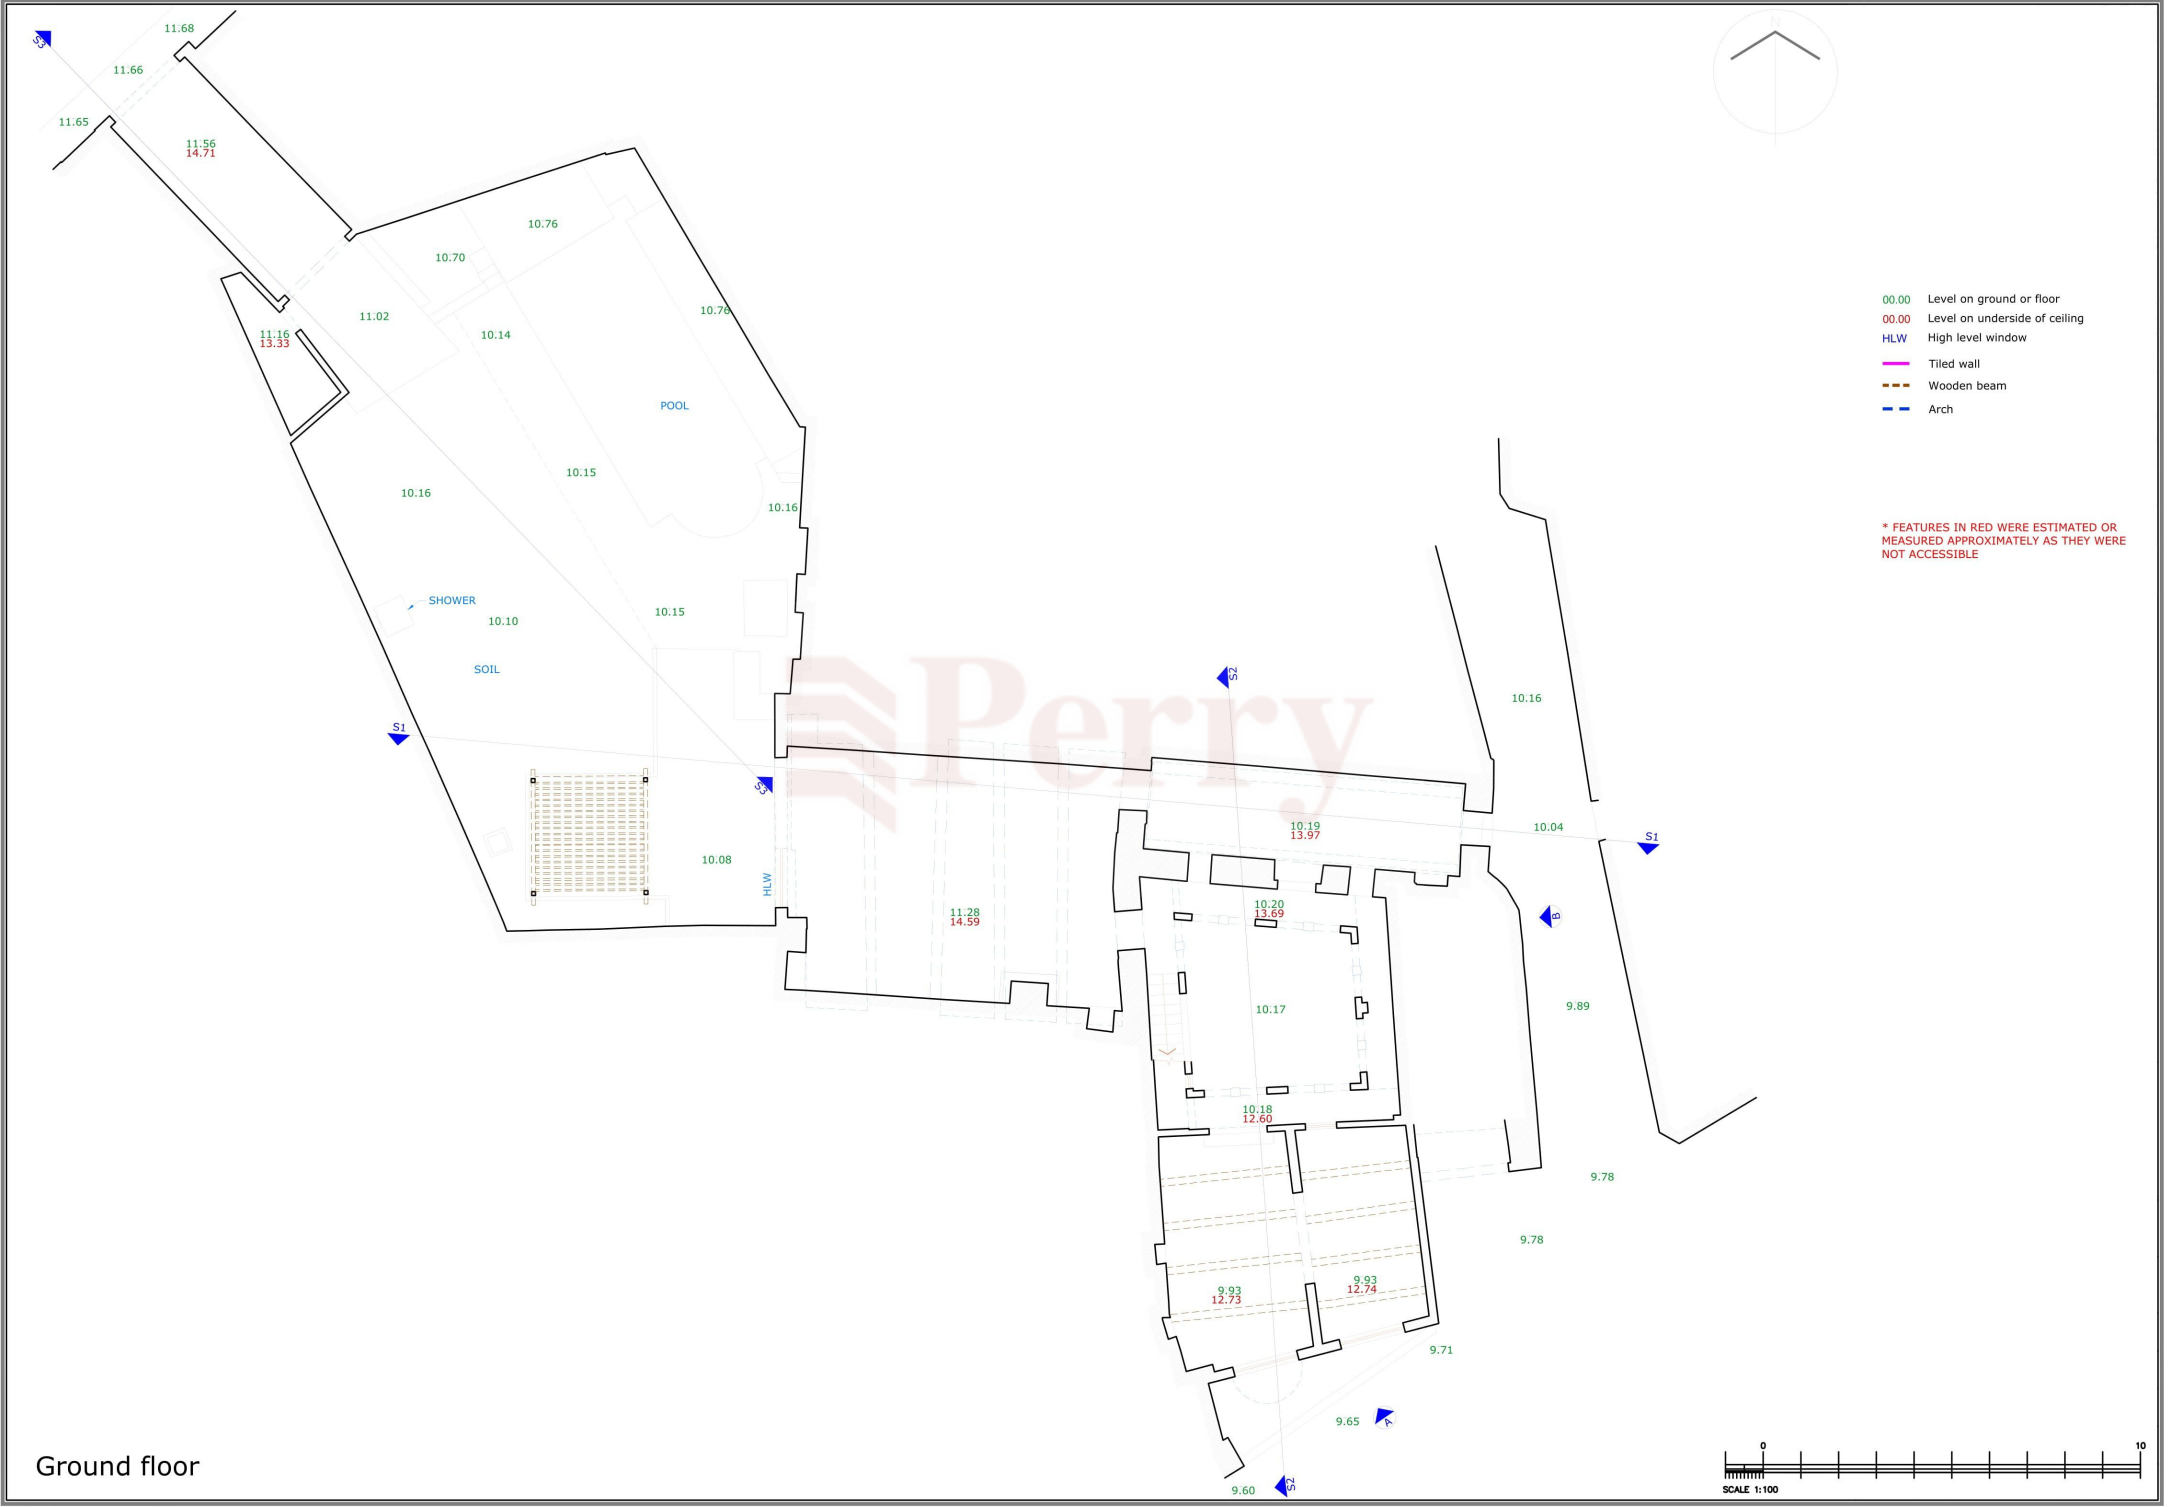 11.68
S3
11.66
11.65
11.56
14.71
N
10.76
10.70
11.02
10.76
11.16
13.33
10.14
POOL
10.15
10.16
10.16
SHOWER
10.10
10.15
SOIL
S1
S3
10.08
HLW
11.28
14.59
Perry
S2
10.16
10.19
13.97
10.04
S1
10.20
13.69
B
10.17
9.89
10.18
12.60
9.78
9.78
9.93
12.73
9.93
12.74
9.71
9.65
A
S2
9.60
00.00 Level on ground or floor
00.00 Level on underside of ceiling
HLW High level window
Tiled wall
Wooden beam
Arch
* FEATURES IN RED WERE ESTIMATED OR
MEASURED APPROXIMATELY AS THEY WERE
NOT ACCESSIBLE
Ground floor
0 10
SCALE 1:100